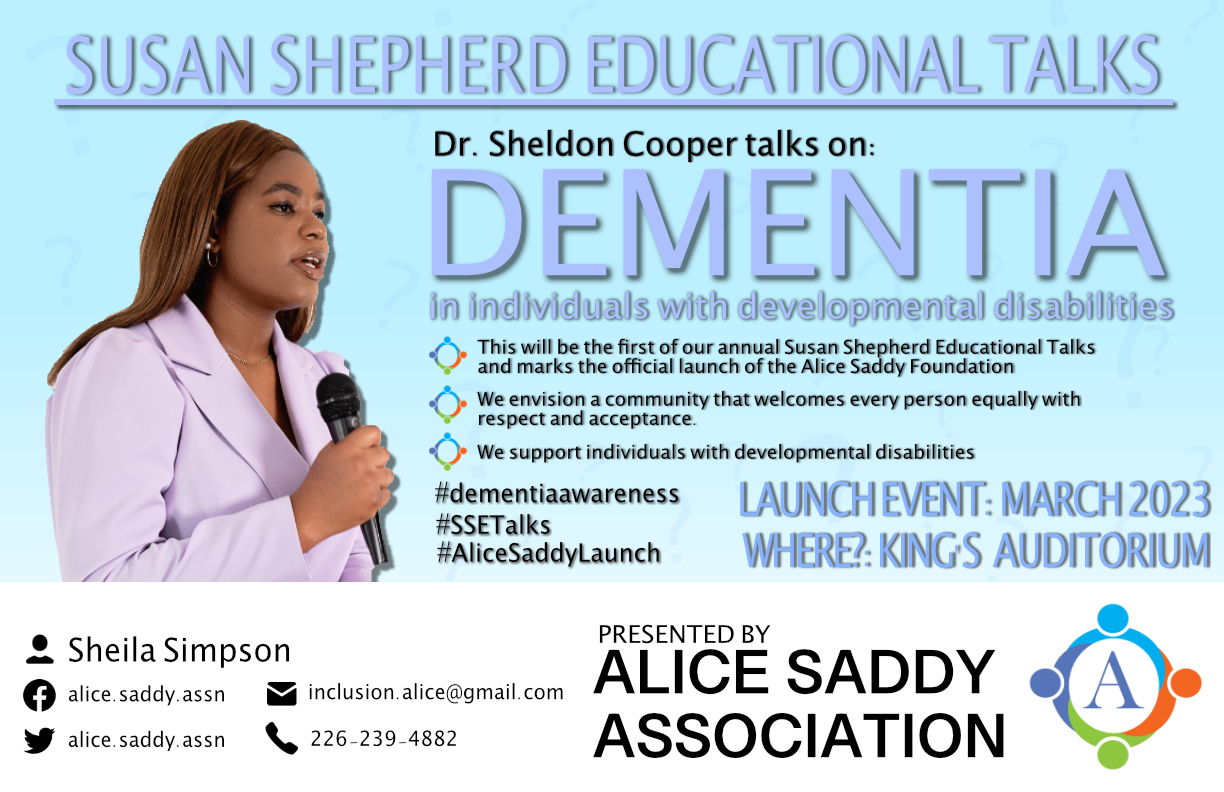 SUSAN SHEPHERD EDUCATIONAL TALKS
Dr. Sheldon Cooper talks on:
DEMENTIA
in individuals with developmental disabilities
This will be the first of our annual Susan Shepherd Educational Talks
and marks the official launch of the Alice Saddy Foundation
We envision a community that welcomes every person equally with
respect and acceptance.
We support individuals with developmental disabilities
#dementiaawareness
#SSETalks
#AliceSaddyLaunch
LAUNCH EVENT: MARCH 2023
WHERE?: KING'S AUDITORIUM
Sheila Simpson
alice.saddy.assn
inclusion.alice@gmail.com
alice.saddy.assn
226-239-4882
PRESENTED BY
ALICE SADDY
ASSOCIATION
A